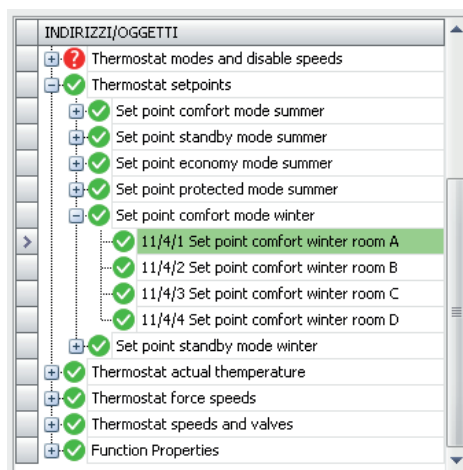 INDIRIZZI/OGGETTI
Thermostat modes and disable speeds
Thermostat setpoints
Set point comfort mode summer
Set point standby mode summer
Set point economy mode summer
Set point protected mode summer
Set point comfort mode winter
11/4/1 Set point comfort winter room A
11/4/2 Set point comfort winter room B
11/4/3 Set point comfort winter room C
11/4/4 Set point comfort winter room D
Set point standby mode winter
Thermostat actual themperature
Thermostat force speeds
Thermostat speeds and valves
Function Properties